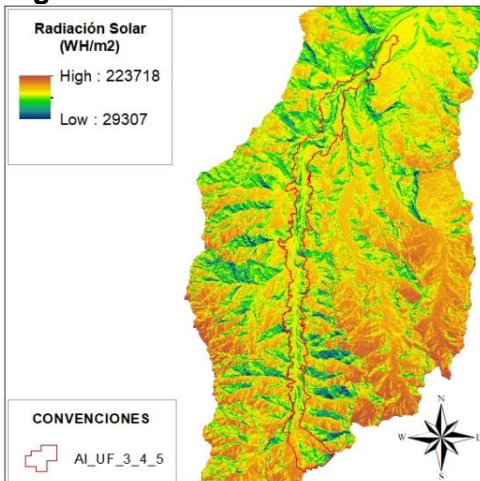 Radiación Solar
(WH/m2)
High : 223718
Low : 29307
CONVENCIONES
AI_UF_3_4_5
N
W
E
S